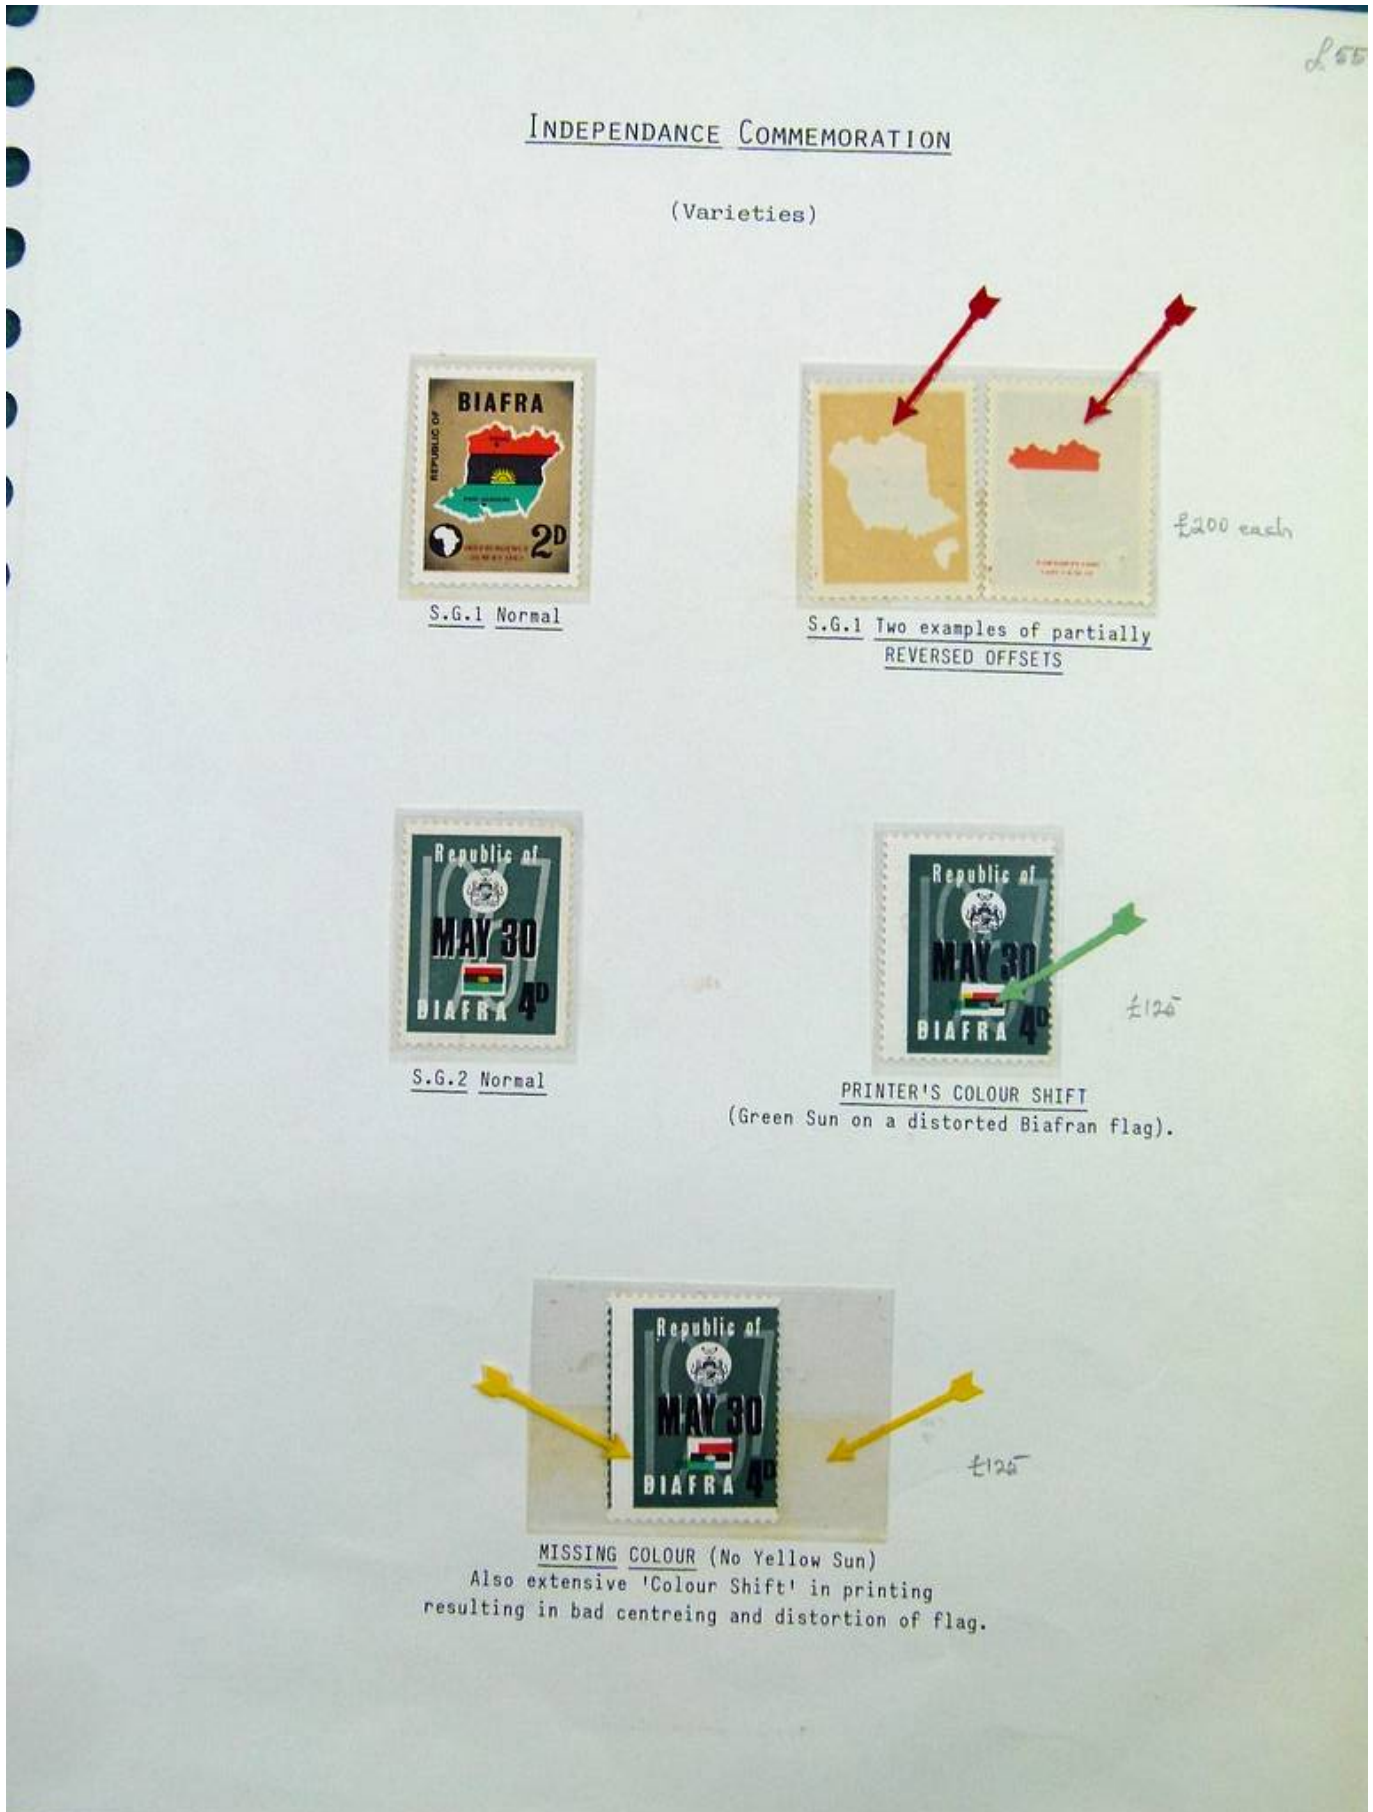 £55
INDEPENDANCE COMMEMORATION
(Varieties)
REPUBLIC OF
BIAFRA
2D
£200 each
S.G.1 Normal
S.G.1 Two examples of partially
REVERSED OFFSETS
Republic of
MAY 30
BIAFRA 4D
Republic of
MAY 30
BIAFRA 4D
£125
S.G.2 Normal
PRINTER'S COLOUR SHIFT
(Green Sun on a distorted Biafran flag).
Republic of
MAY 30
BIAFRA 4D
£125
MISSING COLOUR (No Yellow Sun)
Also extensive 'Colour Shift' in printing
resulting in bad centreing and distortion of flag.